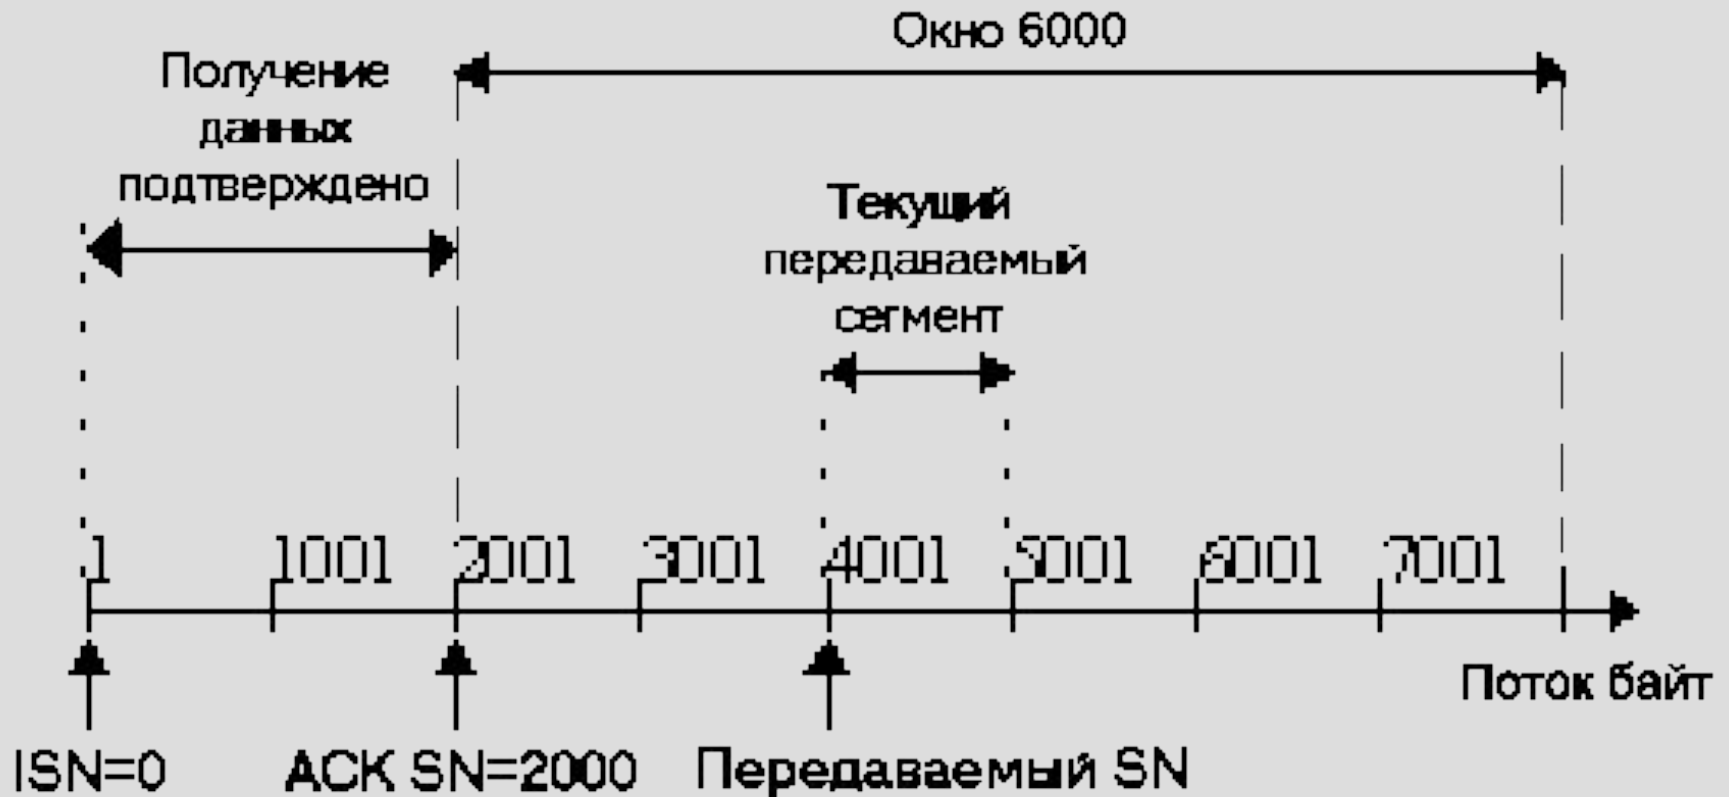 Окно 6000
Получение
данных
подтверждено
Текущий
передаваемый
сегмент
1 1001 2001 3001 4001 5001 6001 7001
Поток байт
ISN=0 ACK SN=2000 Передаваемый SN